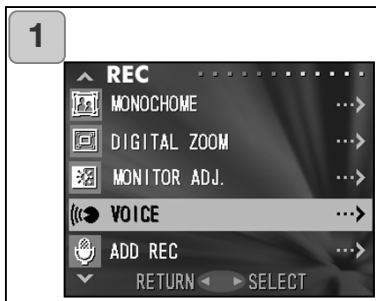 1
REC
MONOCHOME
DIGITAL ZOOM
MONITOR ADJ.
VOICE
ADD REC
RETURN SELECT